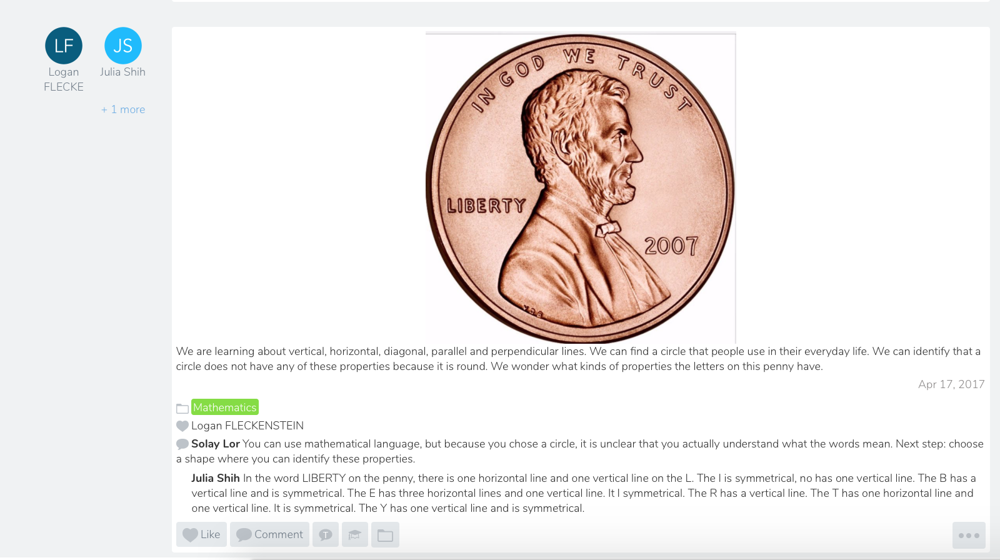 LF
JS
Logan
FLECKE
Julia Shih
+ 1 more
IN GOD WE TRUST
LIBERTY
2007
We are learning about vertical, horizontal, diagonal, parallel and perpendicular lines. We can find a circle that people use in their everyday life. We can identify that a
circle does not have any of these properties because it is round. We wonder what kinds of properties the letters on this penny have.
Apr 17, 2017
Mathematics
Logan FLECKENSTEIN
Solay Lor You can use mathematical language, but because you chose a circle, it is unclear that you actually understand what the words mean. Next step: choose
a shape where you can identify these properties.
Julia Shih In the word LIBERTY on the penny, there is one horizontal line and one vertical line on the L. The I is symmetrical, no has one vertical line. The B has a
vertical line and is symmetrical. The E has three horizontal lines and one vertical line. It I symmetrical. The R has a vertical line. The T has one horizontal line and
one vertical line. It is symmetrical. The Y has one vertical line and is symmetrical.
Like
Comment
T